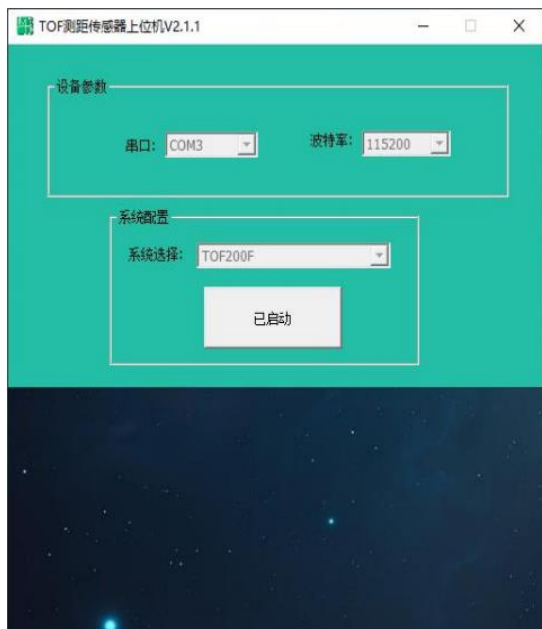 TOF测距传感器上位机V2.1.1
设备参数
串口: COM3 波特率: 115200
系统配置
系统选择: TOF200F
已启动